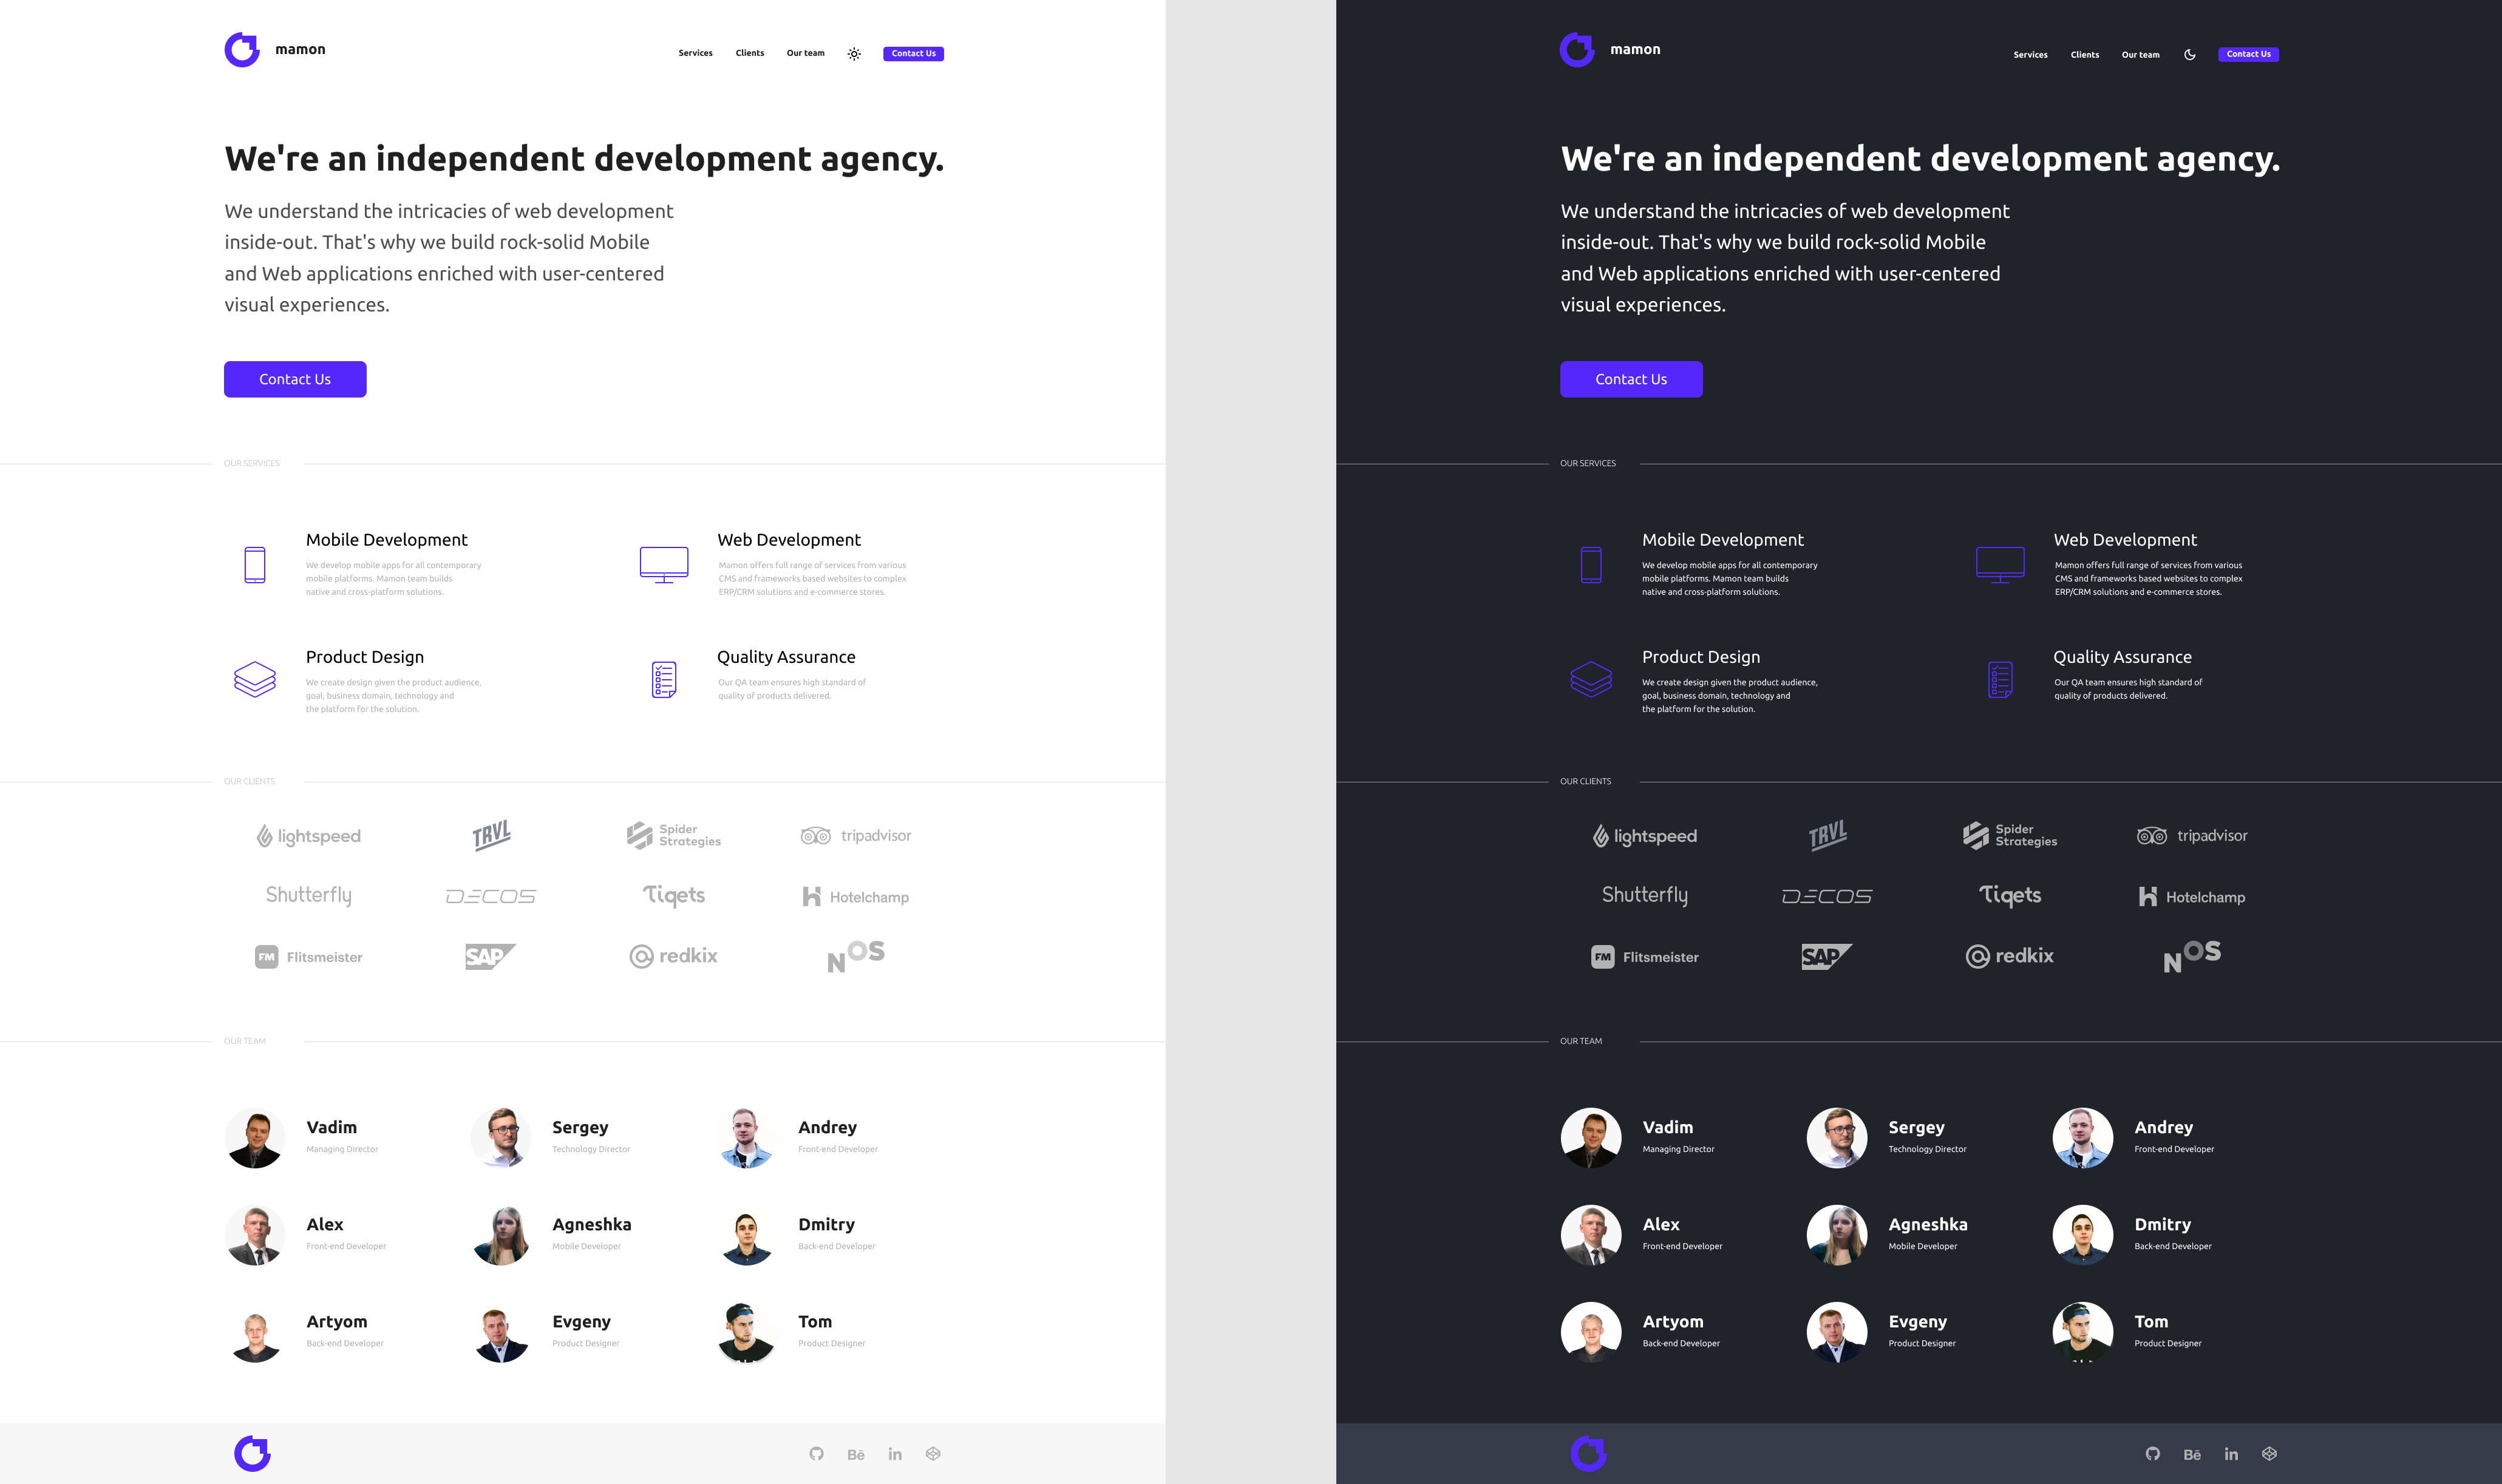 mamon
Services Clients Our team Contact Us
We're an independent development agency.
We understand the intricacies of web development
inside-out. That's why we build rock-solid Mobile
and Web applications enriched with user-centered
visual experiences.
Contact Us
OUR SERVICES
Mobile Development
We develop mobile apps for all contemporary
mobile platforms. Mamon team builds
native and cross-platform solutions.
Web Development
Mamon offers full range of services from various
CMS and frameworks based websites to complex
ERP/CRM solutions and e-commerce stores.
Product Design
We create design given the product audience,
goal, business domain, technology and
the platform for the solution.
Quality Assurance
Our QA team ensures high standard of
quality of products delivered.
OUR CLIENTS
lightspeed
TRVL
Spider
Strategies
tripadvisor
Shutterfly
DECOS
Tiqets
Hotelchamp
FM Flitsmeister
SAP
redkix
NOS
OUR TEAM
Vadim
Managing Director
Sergey
Technology Director
Andrey
Front-end Developer
Alex
Front-end Developer
Agneshka
Mobile Developer
Dmitry
Back-end Developer
Artyom
Back-end Developer
Evgeny
Product Designer
Tom
Product Designer
Bē in
mamon
Services Clients Our team Contact Us
We're an independent development agency.
We understand the intricacies of web development
inside-out. That's why we build rock-solid Mobile
and Web applications enriched with user-centered
visual experiences.
Contact Us
OUR SERVICES
Mobile Development
We develop mobile apps for all contemporary
mobile platforms. Mamon team builds
native and cross-platform solutions.
Web Development
Mamon offers full range of services from various
CMS and frameworks based websites to complex
ERP/CRM solutions and e-commerce stores.
Product Design
We create design given the product audience,
goal, business domain, technology and
the platform for the solution.
Quality Assurance
Our QA team ensures high standard of
quality of products delivered.
OUR CLIENTS
lightspeed
TRVL
Spider
Strategies
tripadvisor
Shutterfly
DECOS
Tiqets
Hotelchamp
FM Flitsmeister
SAP
redkix
NOS
OUR TEAM
Vadim
Managing Director
Sergey
Technology Director
Andrey
Front-end Developer
Alex
Front-end Developer
Agneshka
Mobile Developer
Dmitry
Back-end Developer
Artyom
Back-end Developer
Evgeny
Product Designer
Tom
Product Designer
Bē in